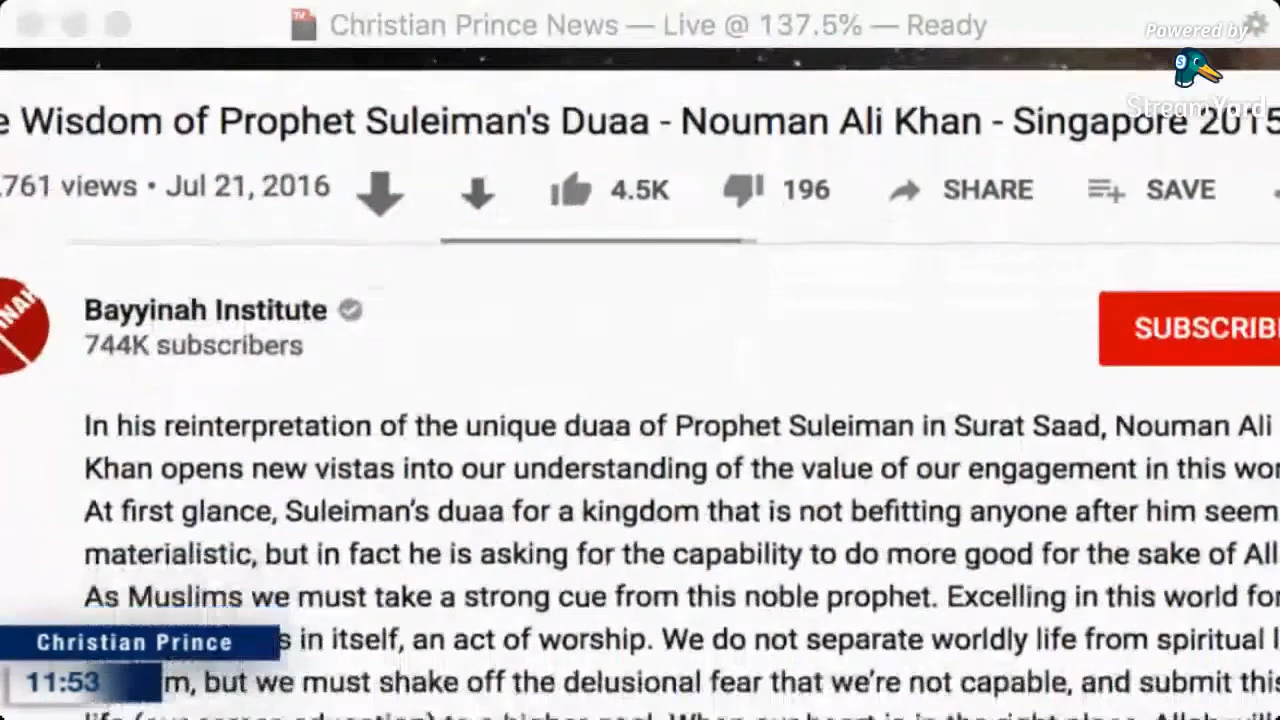 Christian Prince News — Live @ 137.5% — Ready
Powered by
StreamYard
e Wisdom of Prophet Suleiman's Duaa - Nouman Ali Khan - Singapore 2015
,761 views • Jul 21, 2016
4.5K
196
SHARE
SAVE
INAH
Bayyinah Institute
744K subscribers
SUBSCRIBE
In his reinterpretation of the unique duaa of Prophet Suleiman in Surat Saad, Nouman Ali
Khan opens new vistas into our understanding of the value of our engagement in this wor
At first glance, Suleiman's duaa for a kingdom that is not befitting anyone after him seem
materialistic, but in fact he is asking for the capability to do more good for the sake of All
As Muslims we must take a strong cue from this noble prophet. Excelling in this world for
s in itself, an act of worship. We do not separate worldly life from spiritual l
m, but we must shake off the delusional fear that we're not capable, and submit this
Christian Prince
11:53